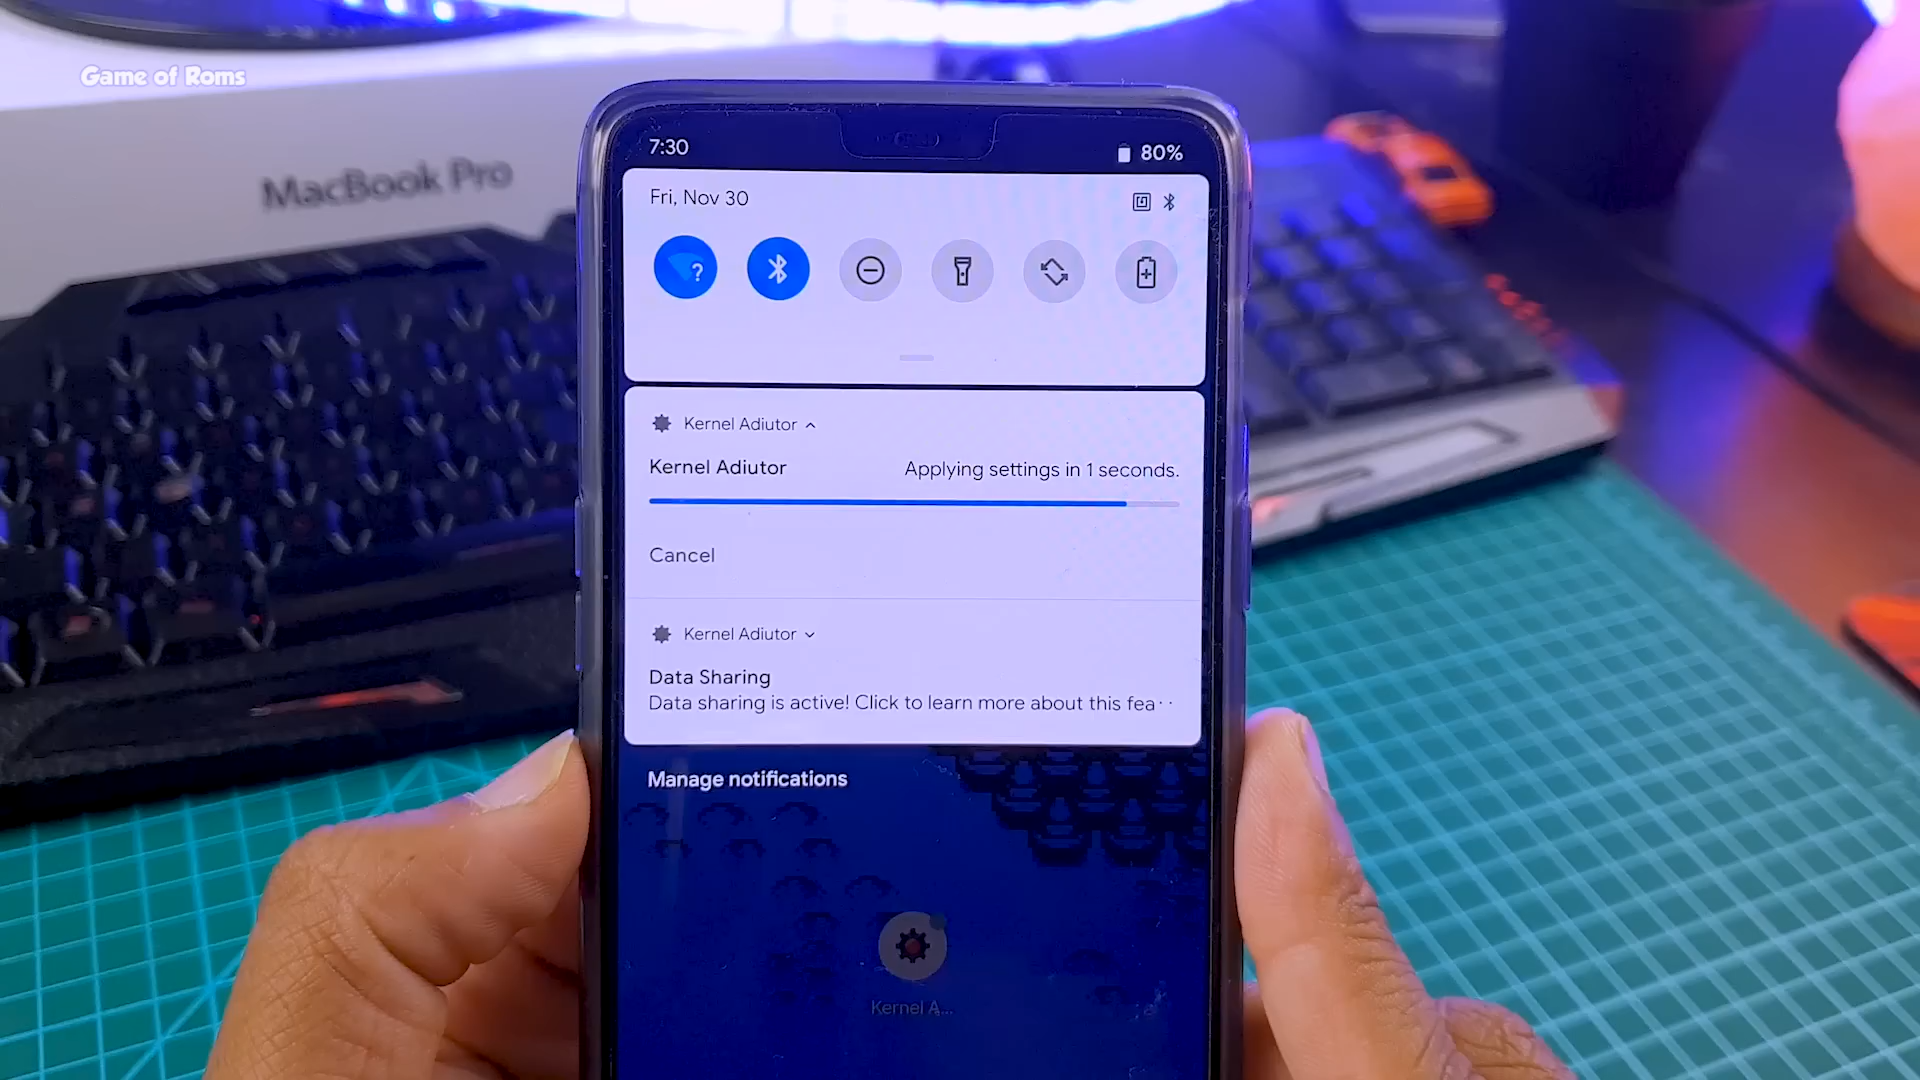 Game of Roms
MacBook Pro
7:30
80%
Fri, Nov 30
Kernel Adiutor
Kernel Adiutor
Applying settings in 1 seconds.
Cancel
Kernel Adiutor
Data Sharing
Data sharing is active! Click to learn more about this fea··
Manage notifications
Kernel A...